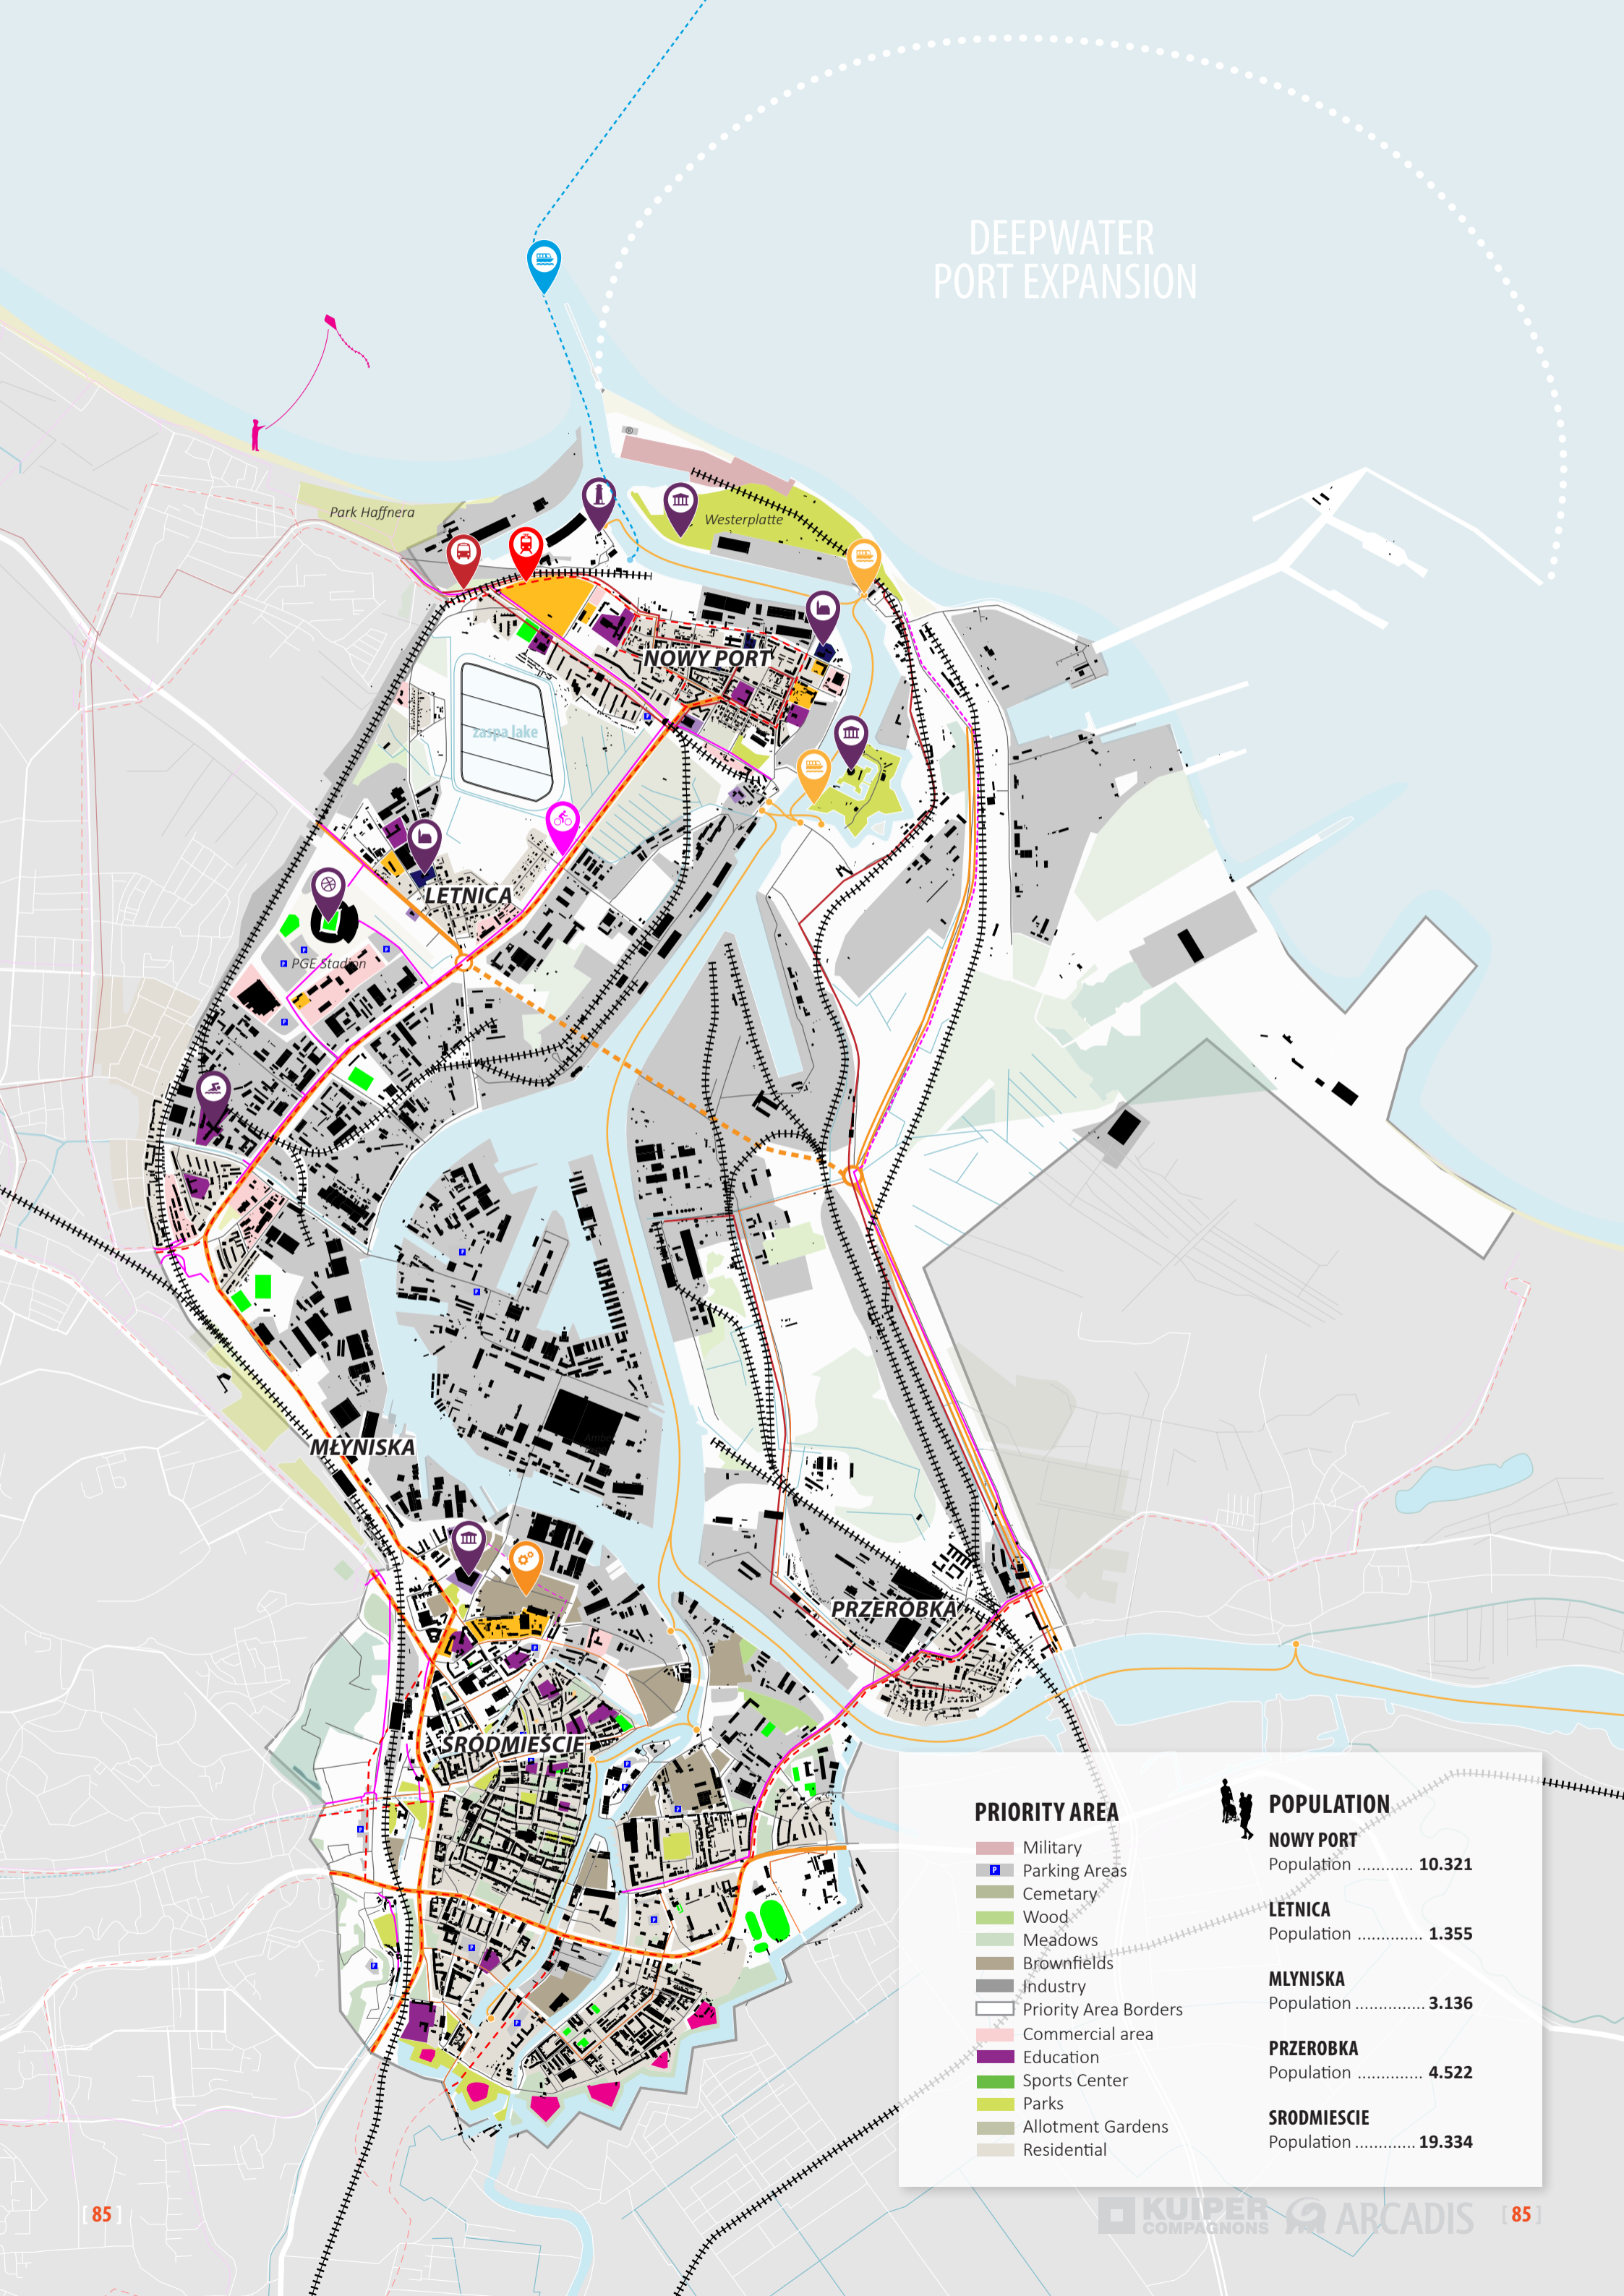 DEEPWATER
PORT EXPANSION
Park Haffnera
Westerplatte
NOWY PORT
zaspa lake
LETNICA
PGE Stadion
MŁYNISKA
PRZEROBKA
SRODMIESCIE
PRIORITY AREA
Military
P Parking Areas
Cemetary
Wood
Meadows
Brownfields
Industry
Priority Area Borders
Commercial area
Education
Sports Center
Parks
Allotment Gardens
Residential
POPULATION
NOWY PORT
Population ............ 10.321
LETNICA
Population .............. 1.355
MLYNISKA
Population ............... 3.136
PRZEROBKA
Population .............. 4.522
SRODMIESCIE
Population ............. 19.334
[ 85 ]
KUIPER
COMPAGNONS
ARCADIS
[ 85 ]